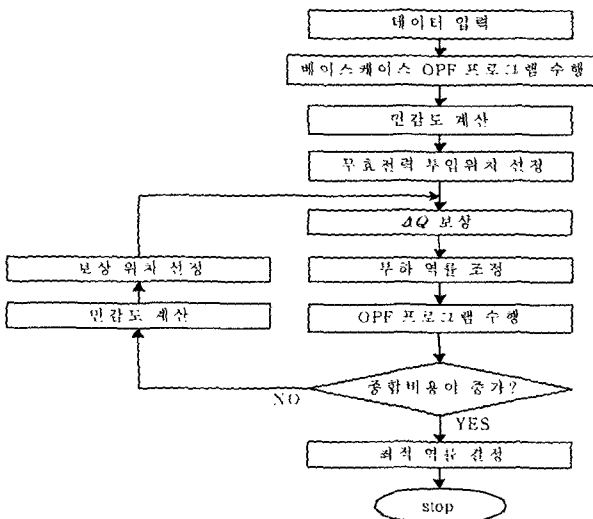 데이터 입력
베이스케이스 OPF 프로그램 수행
민감도 계산
무효전력 투입위치 선정
ΔQ 보상
보상 위치 선정
부하 역률 조정
민감도 계산
OPF 프로그램 수행
종합비용이 증가?
NO
YES
최적 역률 결정
stop